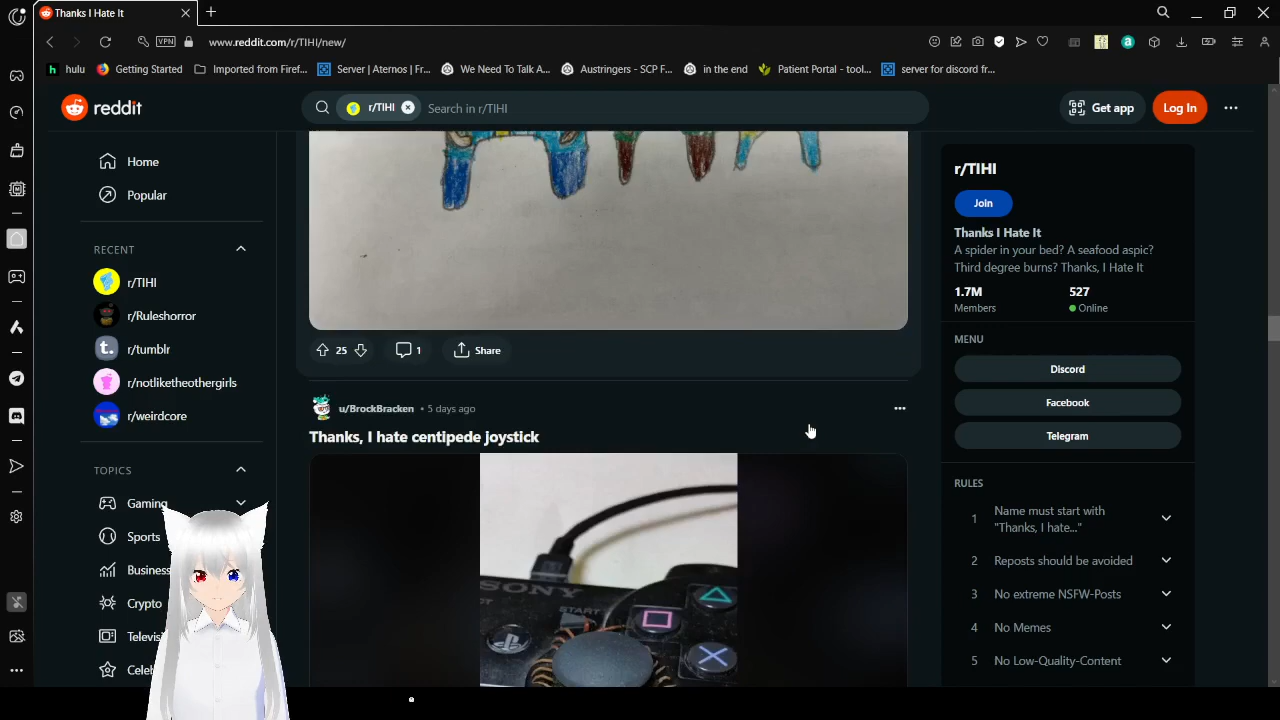 Thanks I Hate It
VPN
www.reddit.com/r/TIHI/new/
hulu
Getting Started
Imported from Firef...
Server | Aternos | Fr...
We Need To Talk A...
Austringers - SCP F...
in the end
Patient Portal - tool...
server for discord fr...
reddit
r/TIHI
Search in r/TIHI
Get app
Log In
Home
Popular
RECENT
r/TIHI
r/Ruleshorror
r/tumblr
r/notliketheothergirls
r/weirdcore
TOPICS
Gaming
Sports
Business
Crypto
Televisi
Celeb
25
1
Share
u/BrockBracken • 5 days ago
Thanks, I hate centipede joystick
SONY
START
r/TIHI
Join
Thanks I Hate It
A spider in your bed? A seafood aspic?
Third degree burns? Thanks, I Hate It
1.7M
527
Members
Online
MENU
Discord
Facebook
Telegram
RULES
1 Name must start with
"Thanks, I hate..."
2 Reposts should be avoided
3 No extreme NSFW-Posts
4 No Memes
5 No Low-Quality-Content